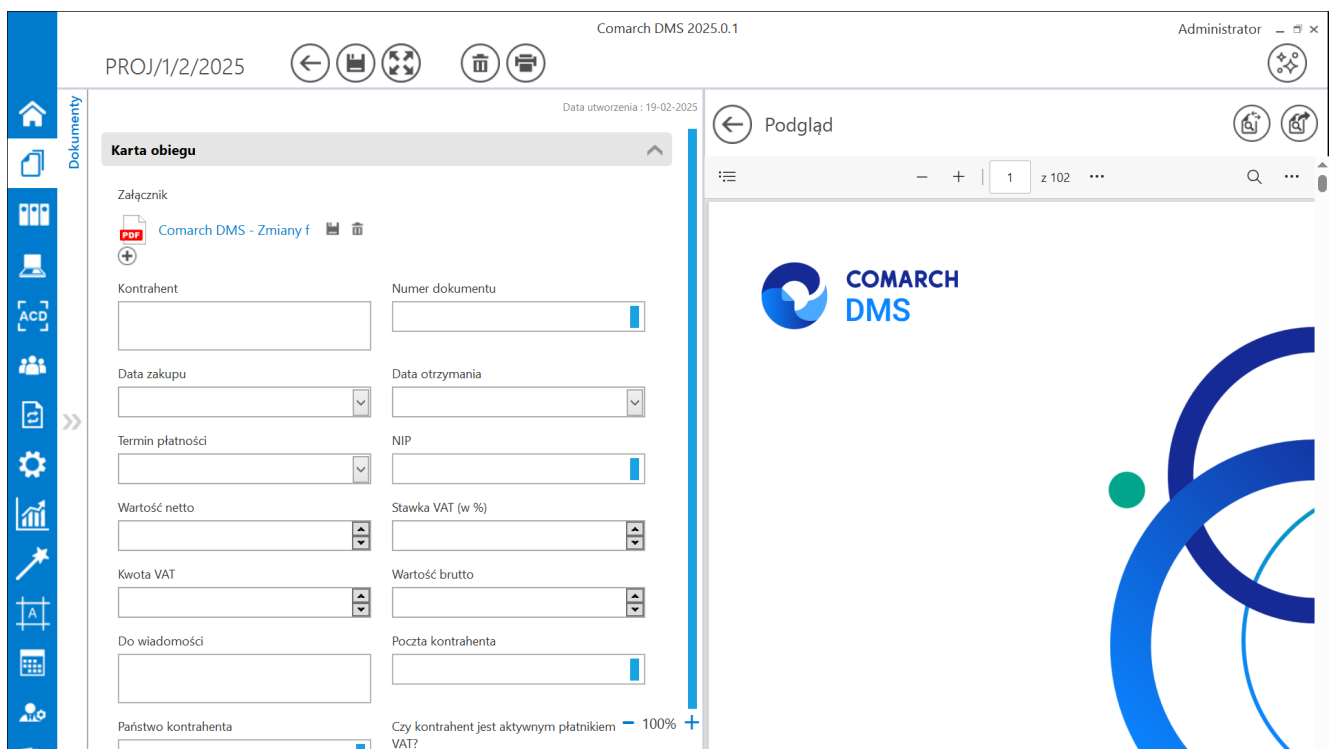 Comarch DMS 2025.0.1
Administrator
PROJ/1/2/2025
Dokumenty
Data utworzenia : 19-02-2025
Karta obiegu
Załącznik
PDF
Comarch DMS - Zmiany f
Kontrahent
Numer dokumentu
Data zakupu
Data otrzymania
Termin płatności
NIP
Wartość netto
Stawka VAT (w %)
Kwota VAT
Wartość brutto
Do wiadomości
Poczta kontrahenta
Państwo kontrahenta
Czy kontrahent jest aktywnym płatnikiem
VAT?
100%
ACD
A
Podgląd
1 z 102
COMARCH
DMS